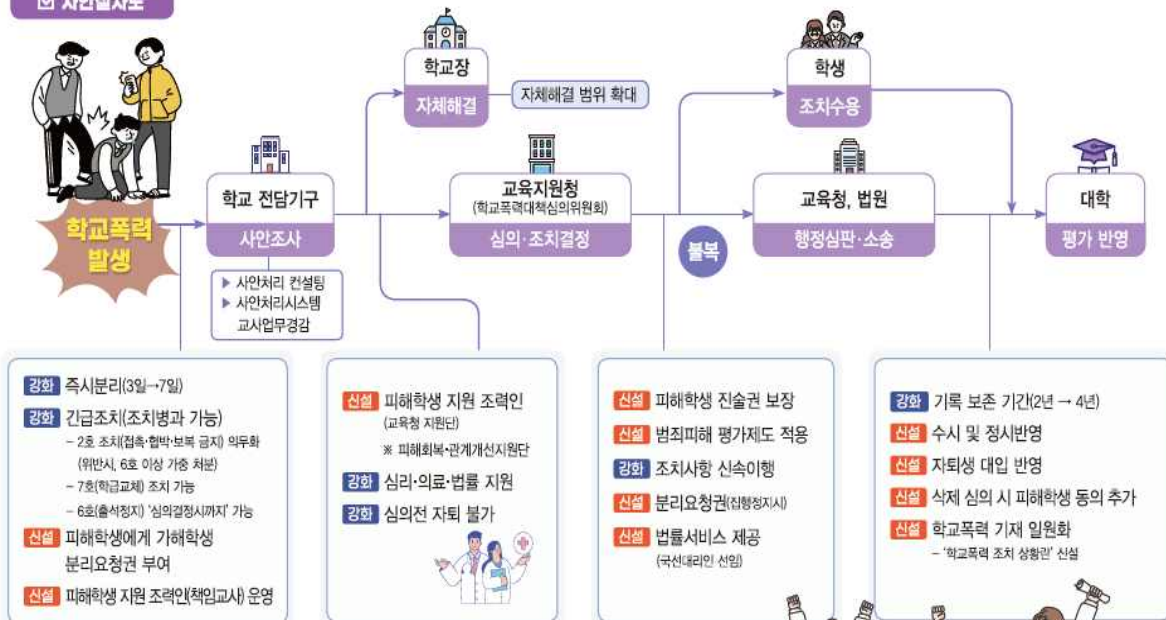 사안절차도
학교장
자체해결
자체해결 범위 확대
학생
조치수용
학교폭력
발생
학교 전담기구
사안조사
▶ 사안처리 컨설팅
▶ 사안처리시스템
교사업무경감
교육지원청
(학교폭력대책심의위원회)
심의·조치결정
불복
교육청, 법원
행정심판·소송
대학
평가 반영
강화 즉시분리(3일→7일)
강화 긴급조치(조치병과 가능)
– 2호 조치(접촉·협박·보복 금지) 의무화
(위반시, 6호 이상 가중 처분)
– 7호(학급교체) 조치 가능
– 6호(출석정지) '심의결정시까지' 가능
신설 피해학생에게 가해학생
분리요청권 부여
신설 피해학생 지원 조력인(책임교사) 운영
신설 피해학생 지원 조력인
(교육청 지원단)
※ 피해회복·관계개선지원단
강화 심리·의료·법률 지원
강화 심의전 자퇴 불가
신설 피해학생 진술권 보장
신설 범죄피해 평가제도 적용
강화 조치사항 신속이행
신설 분리요청권(집행정지시)
신설 법률서비스 제공
(국선대리인 선임)
강화 기록 보존 기간(2년 → 4년)
신설 수시 및 정시반영
신설 자퇴생 대입 반영
신설 삭제 심의 시 피해학생 동의 추가
신설 학교폭력 기재 일원화
– '학교폭력 조치 상황란' 신설